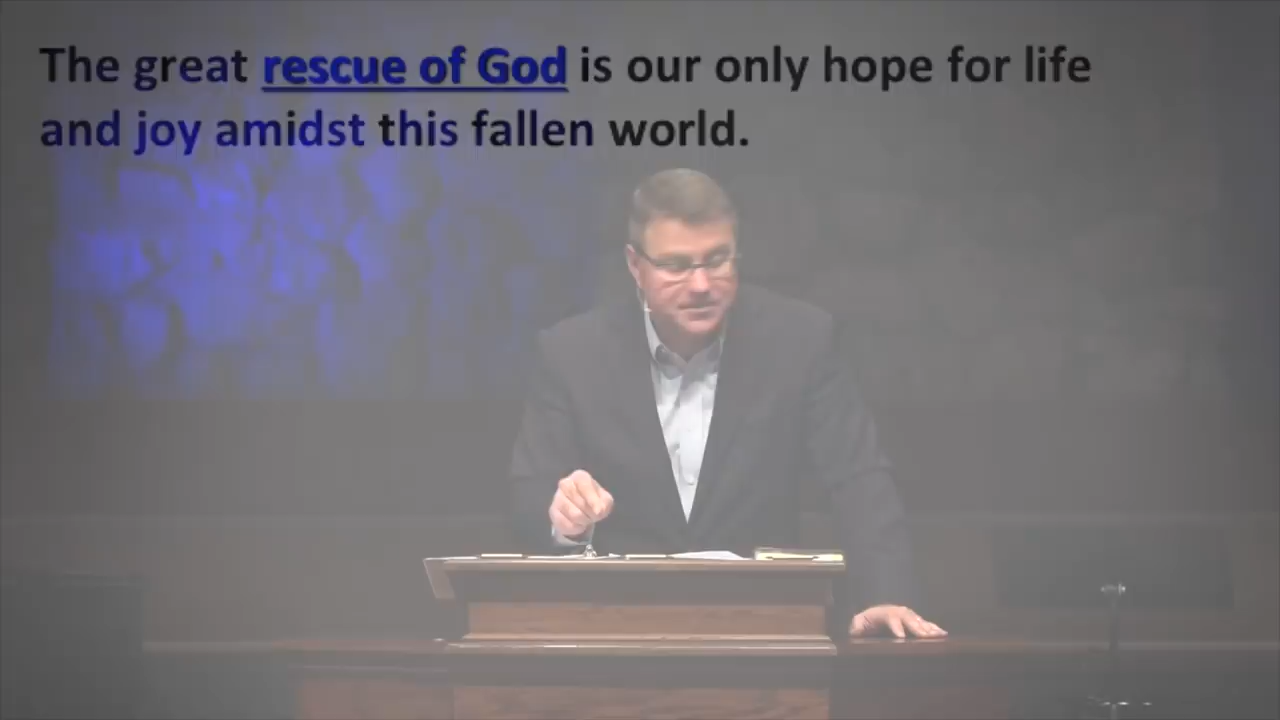 The great rescue of God is our only hope for life
and joy amidst this fallen world.